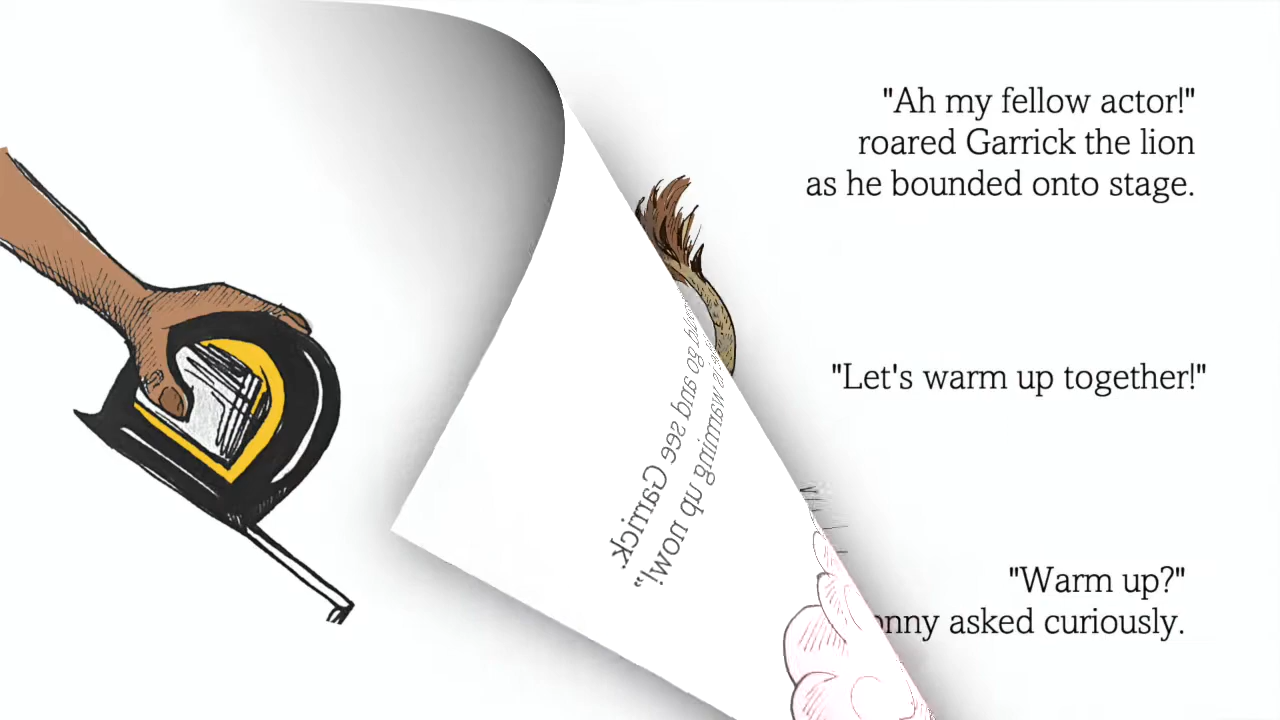 "Ah my fellow actor!"
roared Garrick the lion
as he bounded onto stage.
"Let's warm up together!"
"Warm up?"
asked curiously.
go and see Garrick.
warming up now!”